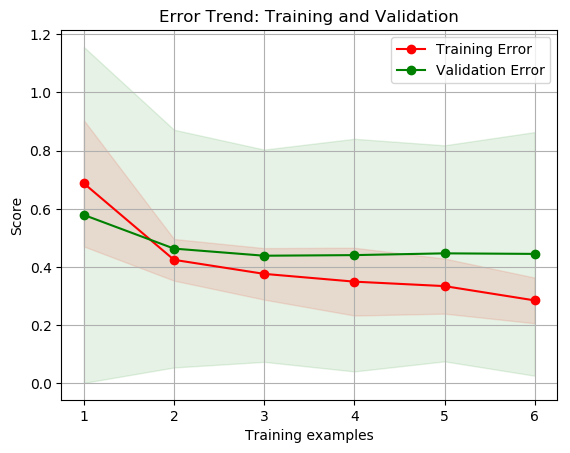 Error Trend: Training and Validation
Training Error
Validation Error
Score
1.2
1.0
0.8
0.6
0.4
0.2
0.0
1 2 3 4 5 6
Training examples